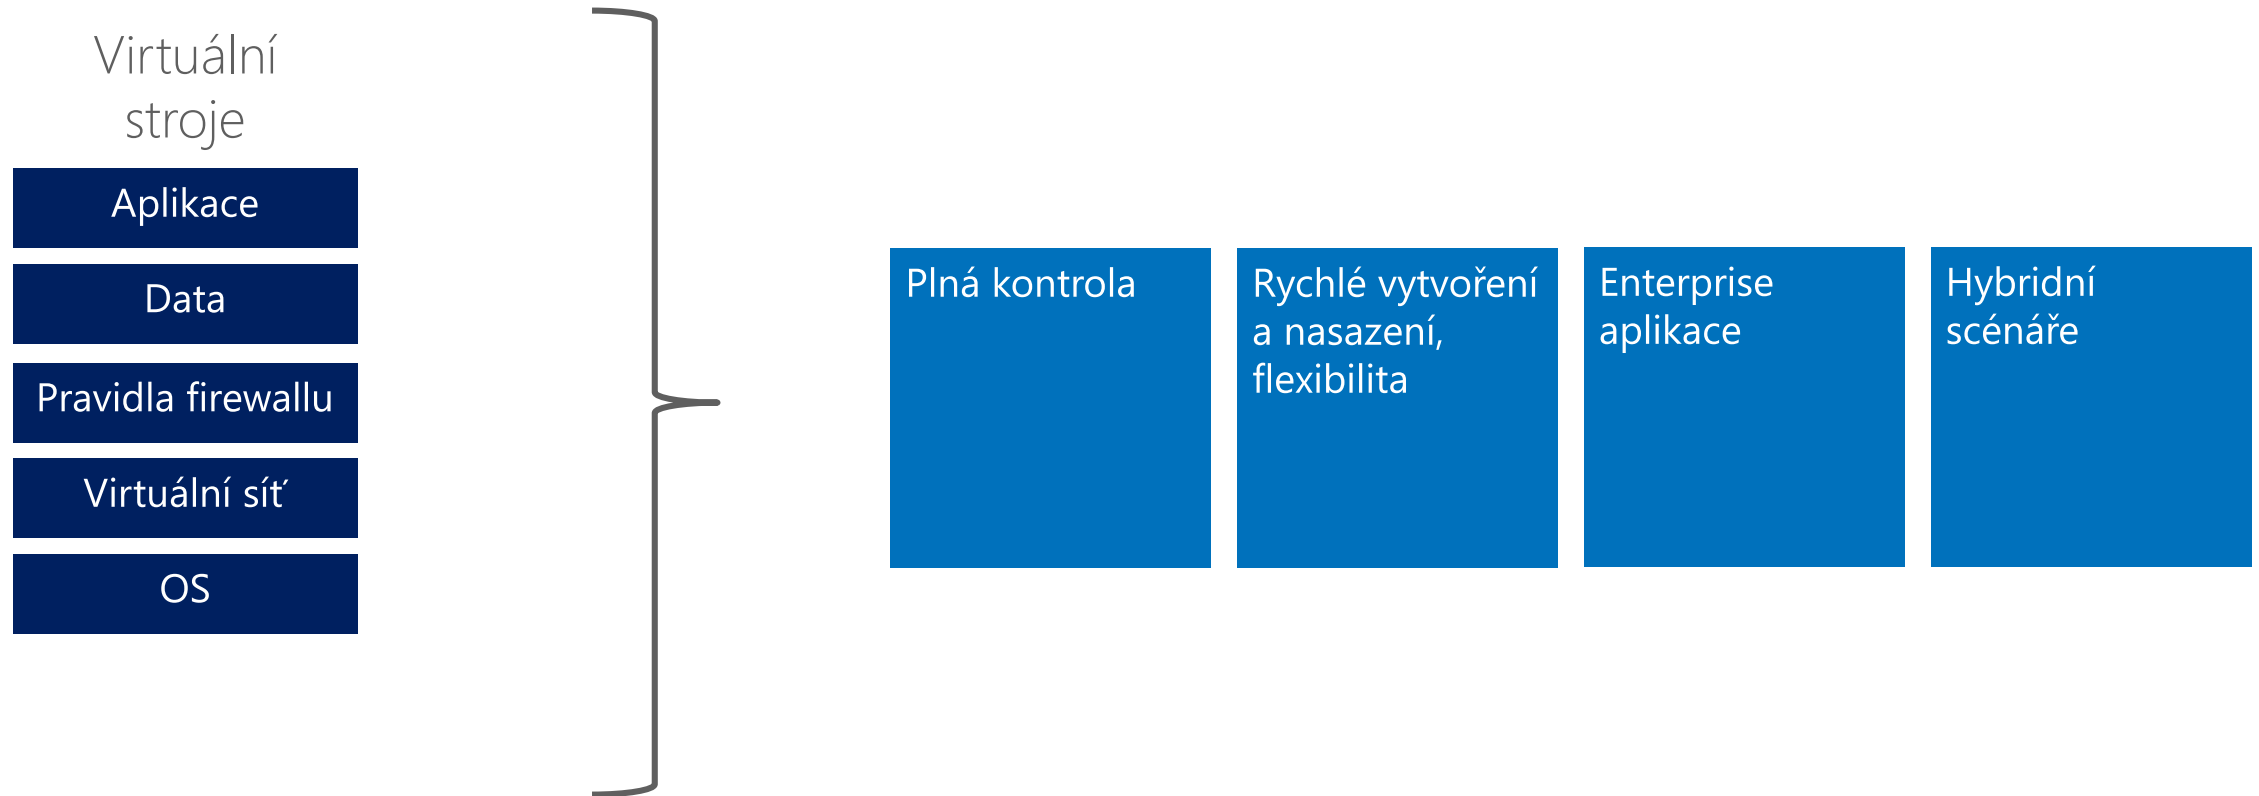 Virtuální
stroje
Aplikace
Data
Pravidla firewallu
Virtuální síť
OS
Plná kontrola
Rychlé vytvoření
a nasazení,
flexibilita
Enterprise
aplikace
Hybridní
scénáře